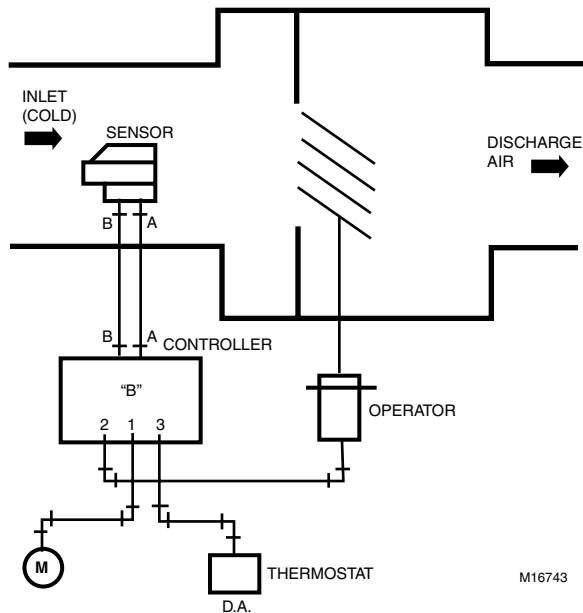 INLET
(COLD)
SENSOR
DISCHARGE
AIR
B A
B A
CONTROLLER
“B”
2 1 3
OPERATOR
M
THERMOSTAT
D.A.
M16743